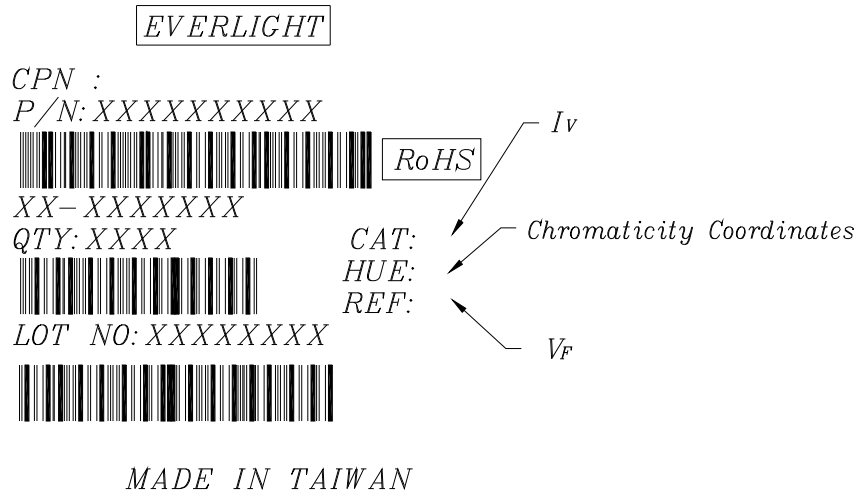 EVERLIGHT
CPN :
P/N: XXXXXXXXXX
RoHS
XX-XXXXXXX
QTY: XXXX
CAT:
HUE:
REF:
LOT NO: XXXXXXXX
MADE IN TAIWAN
IV
Chromaticity Coordinates
VF